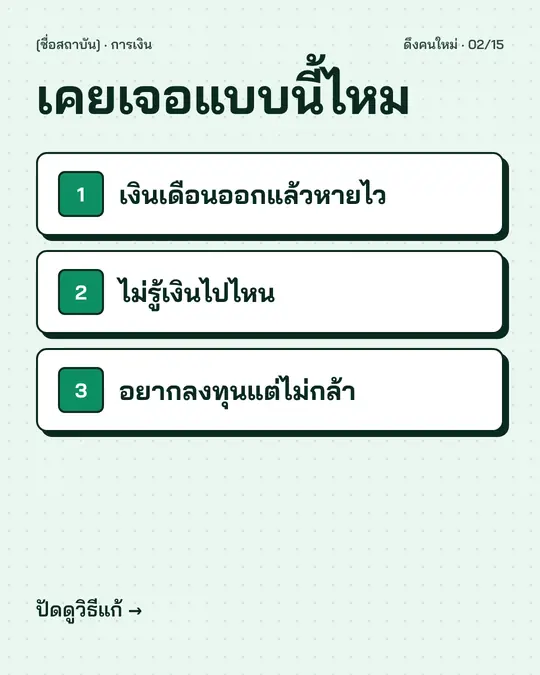 [ชื่อสถาบัน] · การเงิน
ดึงคนใหม่ · 02/15
เคยเจอแบบนี้ไหม
1 เงินเดือนออกแล้วหายไว
2 ไม่รู้เงินไปไหน
3 อยากลงทุนแต่ไม่กล้า
ปัดดูวิธีแก้ →